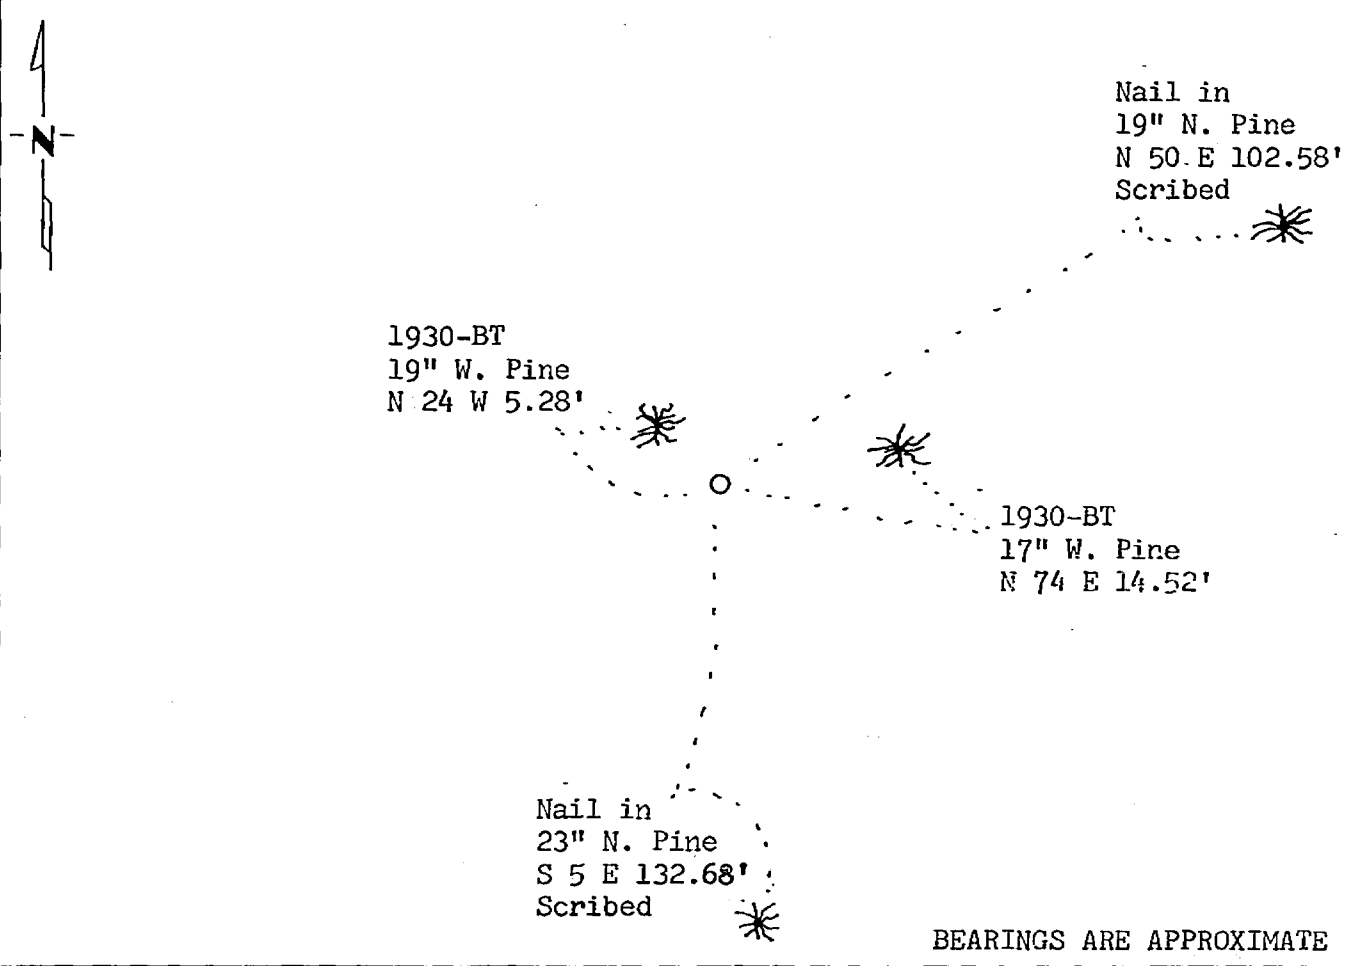 N
Nail in
19" N. Pine
N 50 E 102.58'
Scribed
1930-BT
19" W. Pine
N 24 W 5.28'
1930-BT
17" W. Pine
N 74 E 14.52'
Nail in
23" N. Pine
S 5 E 132.68'
Scribed
BEARINGS ARE APPROXIMATE